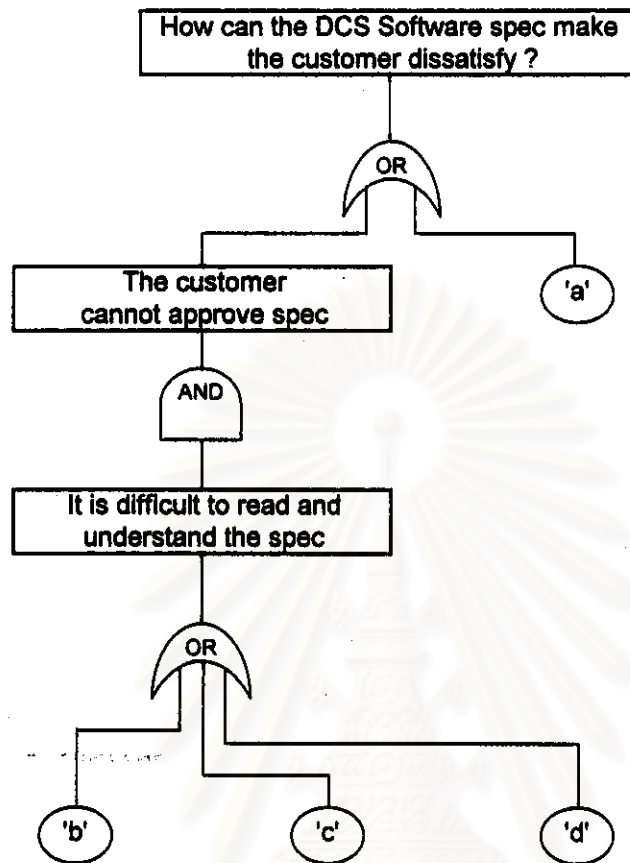 How can the DCS Software spec make
the customer dissatisfy ?
OR
The customer
cannot approve spec
'a'
AND
It is difficult to read and
understand the spec
OR
'b'
'c'
'd'